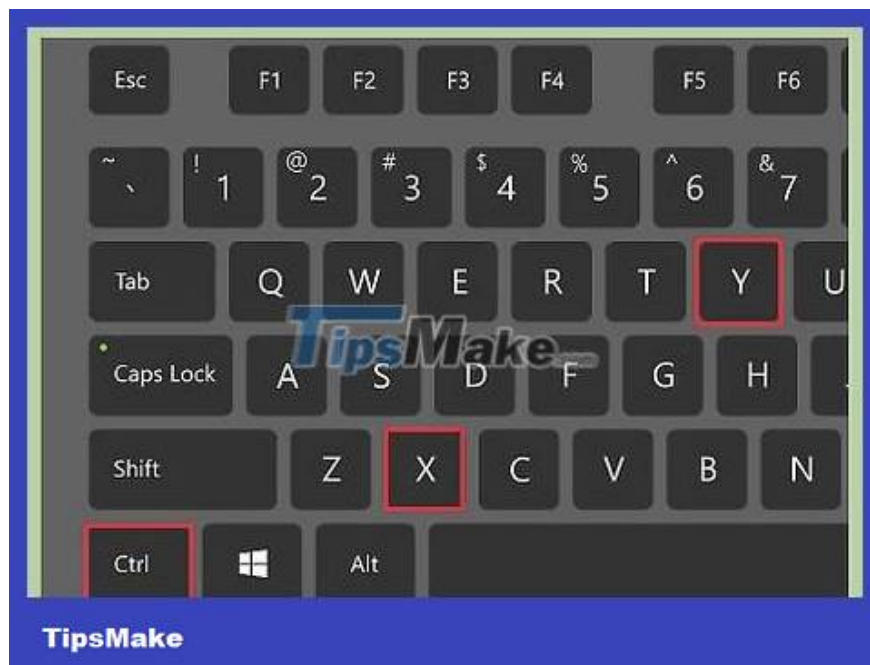 Esc F1 F2 F3 F4 F5 F6
~ ` ! 1 @ 2 # 3 $ 4 % 5 ^ 6 & 7
Tab Q W E R T Y U
TipsMake
Caps Lock A S D F G H
Shift Z X C V B N
Ctrl Alt
TipsMake